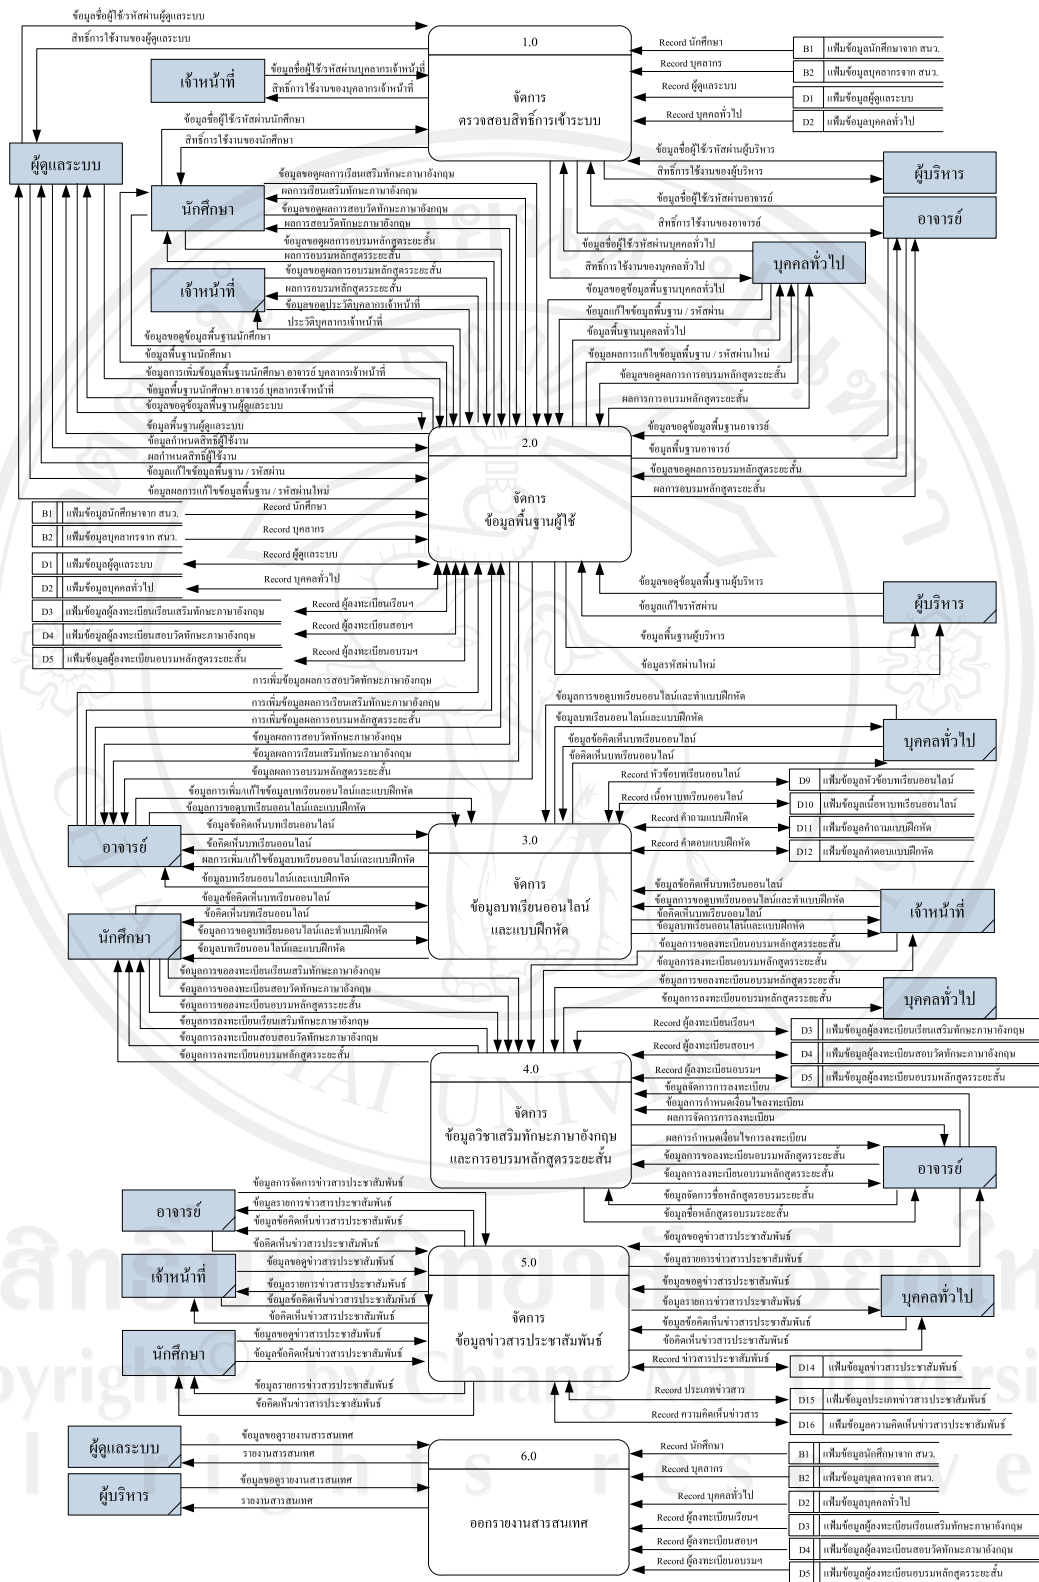 ข้อมูลชื่อผู้ใช้/รหัสผ่านผู้ดูแลระบบ
สิทธิ์การใช้งานของผู้ดูแลระบบ
เจ้าหน้าที่
ข้อมูลชื่อผู้ใช้/รหัสผ่านบุคลากรเจ้าหน้าที่
สิทธิ์การใช้งานของบุคลากรเจ้าหน้าที่
1.0
จัดการ
ตรวจสอบสิทธิ์การเข้าระบบ
Record นักศึกษา
B1 แฟ้มข้อมูลนักศึกษาจาก สนว.
Record บุคลากร
B2 แฟ้มข้อมูลบุคลากรจาก สนว.
Record ผู้ดูแลระบบ
D1 แฟ้มข้อมูลผู้ดูแลระบบ
Record บุคคลทั่วไป
D2 แฟ้มข้อมูลบุคคลทั่วไป
ข้อมูลชื่อผู้ใช้/รหัสผ่านนักศึกษา
สิทธิ์การใช้งานของนักศึกษา
ผู้ดูแลระบบ
ข้อมูลชื่อผู้ใช้/รหัสผ่านผู้บริหาร
สิทธิ์การใช้งานของผู้บริหาร
ผู้บริหาร
ข้อมูลชื่อผู้ใช้/รหัสผ่านอาจารย์
สิทธิ์การใช้งานของอาจารย์
อาจารย์
ข้อมูลชื่อผู้ใช้/รหัสผ่านบุคคลทั่วไป
สิทธิ์การใช้งานของบุคคลทั่วไป
บุคคลทั่วไป
นักศึกษา
ข้อมูลขอดูผลการเรียนเสริมทักษะภาษาอังกฤษ
ผลการเรียนเสริมทักษะภาษาอังกฤษ
ข้อมูลขอดูผลการสอบวัดทักษะภาษาอังกฤษ
ผลการสอบวัดทักษะภาษาอังกฤษ
ข้อมูลขอดูผลการอบรมหลักสูตรระยะสั้น
ผลการอบรมหลักสูตรระยะสั้น
เจ้าหน้าที่
ข้อมูลขอดูผลการอบรมหลักสูตรระยะสั้น
ผลการอบรมหลักสูตรระยะสั้น
ข้อมูลขอดูประวัติบุคลากรเจ้าหน้าที่
ประวัติบุคลากรเจ้าหน้าที่
ข้อมูลขอดูข้อมูลพื้นฐานบุคคลทั่วไป
ข้อมูลแก้ไขข้อมูลพื้นฐาน / รหัสผ่าน
ข้อมูลพื้นฐานบุคคลทั่วไป
ข้อมูลผลการแก้ไขข้อมูลพื้นฐาน / รหัสผ่านใหม่
ข้อมูลขอดูผลการการอบรมหลักสูตรระยะสั้น
ผลการการอบรมหลักสูตรระยะสั้น
ข้อมูลขอดูข้อมูลพื้นฐานนักศึกษา
ข้อมูลพื้นฐานนักศึกษา
ข้อมูลการเพิ่มข้อมูลพื้นฐานนักศึกษา อาจารย์ บุคลากรเจ้าหน้าที่
ข้อมูลพื้นฐานนักศึกษา อาจารย์ บุคลากรเจ้าหน้าที่
ข้อมูลขอดูข้อมูลพื้นฐานผู้ดูแลระบบ
ข้อมูลพื้นฐานผู้ดูแลระบบ
ข้อมูลกำหนดสิทธิ์ผู้ใช้งาน
ผลกำหนดสิทธิ์ผู้ใช้งาน
ข้อมูลแก้ไขข้อมูลพื้นฐาน / รหัสผ่าน
ข้อมูลผลการแก้ไขข้อมูลพื้นฐาน / รหัสผ่านใหม่
2.0
จัดการ
ข้อมูลพื้นฐานผู้ใช้
ข้อมูลขอดูข้อมูลพื้นฐานอาจารย์
ข้อมูลพื้นฐานอาจารย์
ข้อมูลขอดูผลการอบรมหลักสูตรระยะสั้น
ผลการอบรมหลักสูตรระยะสั้น
B1 แฟ้มข้อมูลนักศึกษาจาก สนว.
Record นักศึกษา
B2 แฟ้มข้อมูลบุคลากรจาก สนว.
Record บุคลากร
D1 แฟ้มข้อมูลผู้ดูแลระบบ
Record ผู้ดูแลระบบ
D2 แฟ้มข้อมูลบุคคลทั่วไป
Record บุคคลทั่วไป
D3 แฟ้มข้อมูลผู้ลงทะเบียนเรียนเสริมทักษะภาษาอังกฤษ
Record ผู้ลงทะเบียนเรียนฯ
D4 แฟ้มข้อมูลผู้ลงทะเบียนสอบวัดทักษะภาษาอังกฤษ
Record ผู้ลงทะเบียนสอบฯ
D5 แฟ้มข้อมูลผู้ลงทะเบียนอบรมหลักสูตรระยะสั้น
Record ผู้ลงทะเบียนอบรมฯ
ข้อมูลขอดูข้อมูลพื้นฐานผู้บริหาร
ข้อมูลแก้ไขรหัสผ่าน
ผู้บริหาร
ข้อมูลพื้นฐานผู้บริหาร
ข้อมูลรหัสผ่านใหม่
การเพิ่มข้อมูลผลการสอบวัดทักษะภาษาอังกฤษ
การเพิ่มข้อมูลผลการเรียนเสริมทักษะภาษาอังกฤษ
การเพิ่มข้อมูลผลการอบรมหลักสูตรระยะสั้น
ข้อมูลผลการสอบวัดทักษะภาษาอังกฤษ
ข้อมูลผลการเรียนเสริมทักษะภาษาอังกฤษ
ข้อมูลผลการอบรมหลักสูตรระยะสั้น
ข้อมูลการขอดูบทเรียนออนไลน์และทำแบบฝึกหัด
ข้อมูลบทเรียนออนไลน์และแบบฝึกหัด
ข้อมูลข้อคิดเห็นบทเรียนออนไลน์
ข้อคิดเห็นบทเรียนออนไลน์
บุคคลทั่วไป
Record หัวข้อบทเรียนออนไลน์
D9 แฟ้มข้อมูลหัวข้อบทเรียนออนไลน์
Record เนื้อหาบทเรียนออนไลน์
D10 แฟ้มข้อมูลเนื้อหาบทเรียนออนไลน์
Record คำถามแบบฝึกหัด
D11 แฟ้มข้อมูลคำถามแบบฝึกหัด
Record คำตอบแบบฝึกหัด
D12 แฟ้มข้อมูลคำตอบแบบฝึกหัด
ข้อมูลการเพิ่ม/แก้ไขข้อมูลบทเรียนออนไลน์และแบบฝึกหัด
ข้อมูลการขอดูบทเรียนออนไลน์และแบบฝึกหัด
อาจารย์
ข้อมูลข้อคิดเห็นบทเรียนออนไลน์
ข้อคิดเห็นบทเรียนออนไลน์
ผลการเพิ่ม/แก้ไขข้อมูลบทเรียนออนไลน์และแบบฝึกหัด
ข้อมูลบทเรียนออนไลน์และแบบฝึกหัด
3.0
จัดการ
ข้อมูลบทเรียนออนไลน์
และแบบฝึกหัด
นักศึกษา
ข้อมูลข้อคิดเห็นบทเรียนออนไลน์
ข้อคิดเห็นบทเรียนออนไลน์
ข้อมูลการขอดูบทเรียนออนไลน์และทำแบบฝึกหัด
ข้อมูลบทเรียนออนไลน์และแบบฝึกหัด
ข้อมูลข้อคิดเห็นบทเรียนออนไลน์
ข้อมูลการขอดูบทเรียนออนไลน์และทำแบบฝึกหัด
ข้อคิดเห็นบทเรียนออนไลน์
ข้อมูลบทเรียนออนไลน์และแบบฝึกหัด
เจ้าหน้าที่
ข้อมูลการขอลงทะเบียนอบรมหลักสูตรระยะสั้น
ข้อมูลการลงทะเบียนอบรมหลักสูตรระยะสั้น
ข้อมูลการขอลงทะเบียนอบรมหลักสูตรระยะสั้น
ข้อมูลการลงทะเบียนอบรมหลักสูตรระยะสั้น
บุคคลทั่วไป
ข้อมูลการขอลงทะเบียนเรียนเสริมทักษะภาษาอังกฤษ
ข้อมูลการขอลงทะเบียนสอบวัดทักษะภาษาอังกฤษ
ข้อมูลการขอลงทะเบียนอบรมหลักสูตรระยะสั้น
ข้อมูลการลงทะเบียนเรียนเสริมทักษะภาษาอังกฤษ
ข้อมูลการลงทะเบียนสอบสอบวัดทักษะภาษาอังกฤษ
ข้อมูลการลงทะเบียนอบรมหลักสูตรระยะสั้น
Record ผู้ลงทะเบียนเรียนฯ
D3 แฟ้มข้อมูลผู้ลงทะเบียนเรียนเสริมทักษะภาษาอังกฤษ
Record ผู้ลงทะเบียนสอบฯ
D4 แฟ้มข้อมูลผู้ลงทะเบียนสอบวัดทักษะภาษาอังกฤษ
Record ผู้ลงทะเบียนอบรมฯ
D5 แฟ้มข้อมูลผู้ลงทะเบียนอบรมหลักสูตรระยะสั้น
4.0
จัดการ
ข้อมูลวิชาเสริมทักษะภาษาอังกฤษ
และการอบรมหลักสูตรระยะสั้น
ข้อมูลจัดการการลงทะเบียน
ข้อมูลการกำหนดเงื่อนไขลงทะเบียน
ผลการจัดการการลงทะเบียน
ผลการกำหนดเงื่อนไขการลงทะเบียน
ข้อมูลการขอลงทะเบียนอบรมหลักสูตรระยะสั้น
ข้อมูลการลงทะเบียนอบรมหลักสูตรระยะสั้น
ข้อมูลจัดการชื่อหลักสูตรอบรมระยะสั้น
ข้อมูลชื่อหลักสูตรอบรมระยะสั้น
อาจารย์
อาจารย์
ข้อมูลการจัดการข่าวสารประชาสัมพันธ์
ข้อมูลรายการข่าวสารประชาสัมพันธ์
ข้อมูลข้อคิดเห็นข่าวสารประชาสัมพันธ์
ข้อคิดเห็นข่าวสารประชาสัมพันธ์
ข้อมูลขอดูข่าวสารประชาสัมพันธ์
ข้อมูลรายการข่าวสารประชาสัมพันธ์
เจ้าหน้าที่
ข้อมูลขอดูข่าวสารประชาสัมพันธ์
ข้อมูลรายการข่าวสารประชาสัมพันธ์
ข้อมูลข้อคิดเห็นข่าวสารประชาสัมพันธ์
ข้อคิดเห็นข่าวสารประชาสัมพันธ์
5.0
จัดการ
ข้อมูลข่าวสารประชาสัมพันธ์
ข้อมูลขอดูข่าวสารประชาสัมพันธ์
ข้อมูลรายการข่าวสารประชาสัมพันธ์
ข้อมูลข้อคิดเห็นข่าวสารประชาสัมพันธ์
ข้อคิดเห็นข่าวสารประชาสัมพันธ์
บุคคลทั่วไป
นักศึกษา
ข้อมูลขอดูข่าวสารประชาสัมพันธ์
ข้อมูลข้อคิดเห็นข่าวสารประชาสัมพันธ์
ข้อมูลรายการข่าวสารประชาสัมพันธ์
ข้อคิดเห็นข่าวสารประชาสัมพันธ์
Record ข่าวสารประชาสัมพันธ์
D14 แฟ้มข้อมูลข่าวสารประชาสัมพันธ์
Record ประเภทข่าวสาร
D15 แฟ้มข้อมูลประเภทข่าวสารประชาสัมพันธ์
Record ความคิดเห็นข่าวสาร
D16 แฟ้มข้อมูลความคิดเห็นข่าวสารประชาสัมพันธ์
ผู้ดูแลระบบ
ข้อมูลขอดูรายงานสารสนเทศ
รายงานสารสนเทศ
ผู้บริหาร
ข้อมูลขอดูรายงานสารสนเทศ
รายงานสารสนเทศ
6.0
ออกรายงานสารสนเทศ
Record นักศึกษา
B1 แฟ้มข้อมูลนักศึกษาจาก สนว.
Record บุคลากร
B2 แฟ้มข้อมูลบุคลากรจาก สนว.
Record บุคคลทั่วไป
D2 แฟ้มข้อมูลบุคคลทั่วไป
Record ผู้ลงทะเบียนเรียนฯ
D3 แฟ้มข้อมูลผู้ลงทะเบียนเรียนเสริมทักษะภาษาอังกฤษ
Record ผู้ลงทะเบียนสอบฯ
D4 แฟ้มข้อมูลผู้ลงทะเบียนสอบวัดทักษะภาษาอังกฤษ
Record ผู้ลงทะเบียนอบรมฯ
D5 แฟ้มข้อมูลผู้ลงทะเบียนอบรมหลักสูตรระยะสั้น